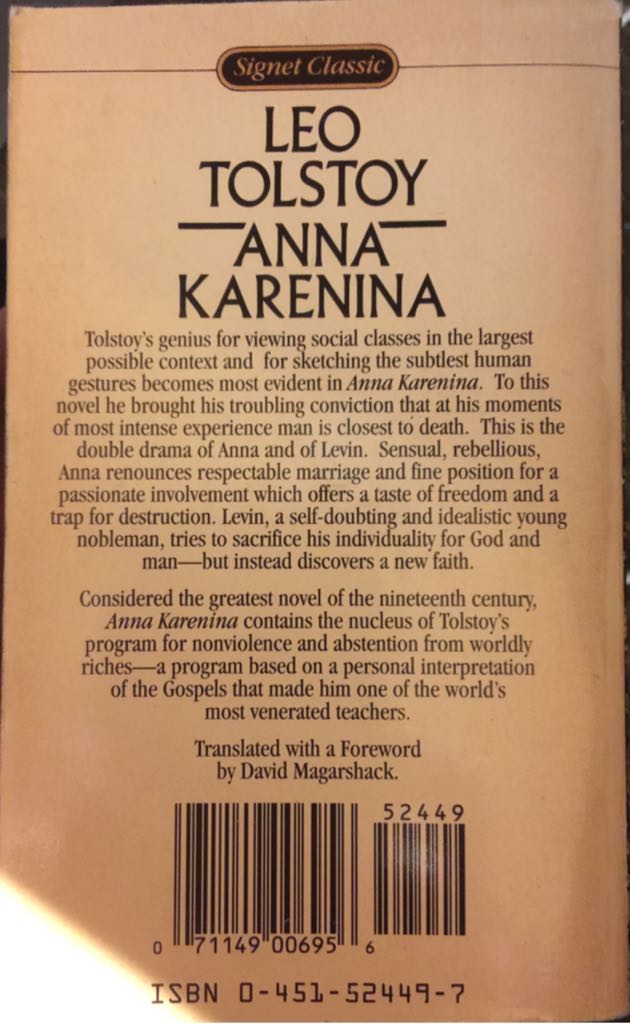 Signet Classic
LEO
TOLSTOY
ANNA
KARENINA
Tolstoy's genius for viewing social classes in the largest
possible context and for sketching the subtlest human
gestures becomes most evident in Anna Karenina. To this
novel he brought his troubling conviction that at his moments
of most intense experience man is closest to death. This is the
double drama of Anna and of Levin. Sensual, rebellious,
Anna renounces respectable marriage and fine position for a
passionate involvement which offers a taste of freedom and a
trap for destruction. Levin, a self-doubting and idealistic young
nobleman, tries to sacrifice his individuality for God and
man—but instead discovers a new faith.
Considered the greatest novel of the nineteenth century,
Anna Karenina contains the nucleus of Tolstoy's
program for nonviolence and abstention from worldly
riches—a program based on a personal interpretation
of the Gospels that made him one of the world's
most venerated teachers.
Translated with a Foreword
by David Magarshack.
52449
0 71149 00695 6
ISBN 0-451-52449-7